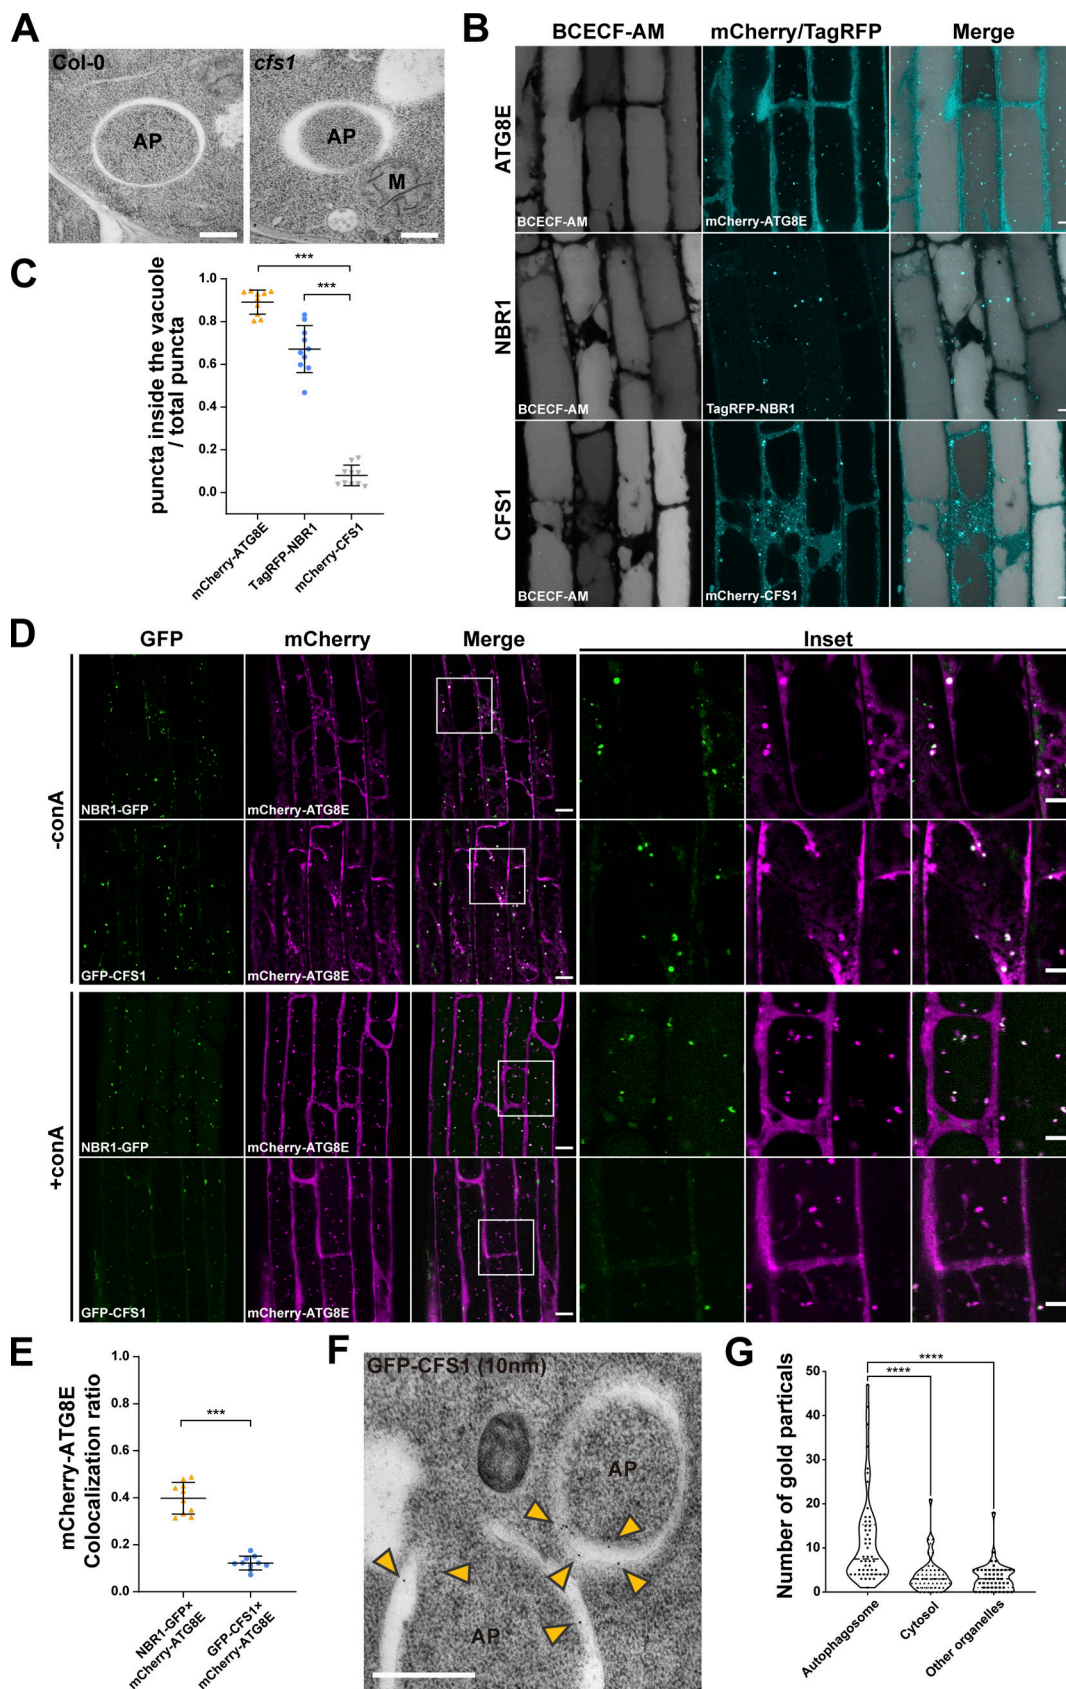 A
Col-0
cfs1
AP
AP
M
B
BCECF-AM
mCherry/TagRFP
Merge
ATG8E
BCECF-AM
mCherry-ATG8E
NBR1
BCECF-AM
TagRFP-NBR1
CFS1
BCECF-AM
mCherry-CFS1
C
puncta inside the vacuole
/ total puncta
1.0
0.8
0.6
0.4
0.2
0.0
***
***
mCherry-ATG8E
TagRFP-NBR1
mCherry-CFS1
D
GFP
mCherry
Merge
Inset
-conA
NBR1-GFP
mCherry-ATG8E
GFP-CFS1
mCherry-ATG8E
+conA
NBR1-GFP
mCherry-ATG8E
GFP-CFS1
mCherry-ATG8E
E
mCherry-ATG8E
Colocalization ratio
1.0
0.8
0.6
0.4
0.2
0.0
***
NBR1-GFP×
mCherry-ATG8E
GFP-CFS1×
mCherry-ATG8E
F
GFP-CFS1 (10nm)
AP
AP
G
Number of gold particals
50
40
30
20
10
0
****
****
Autophagosome
Cytosol
Other organelles